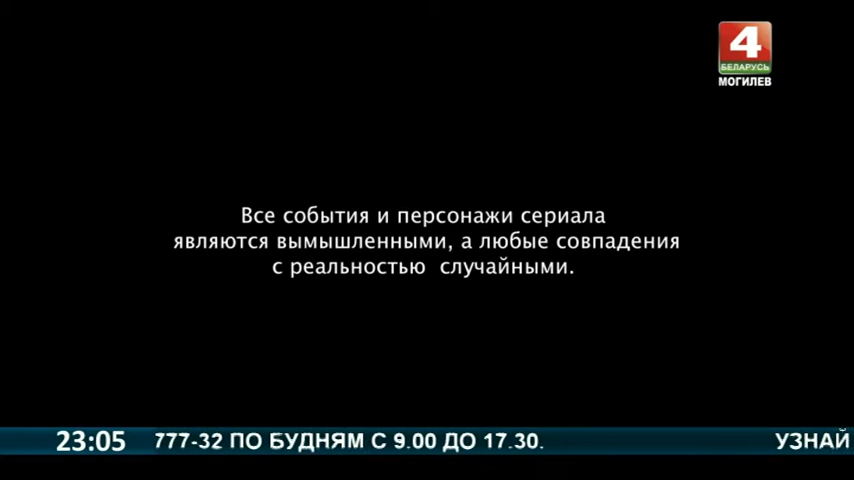 4
БЕЛАРУСЬ
МОГИЛЕВ
Все события и персонажи сериала
являются вымышленными, а любые совпадения
с реальностью случайными.
23:05 777-32 ПО БУДНЯМ С 9.00 ДО 17.30. УЗНАЙ